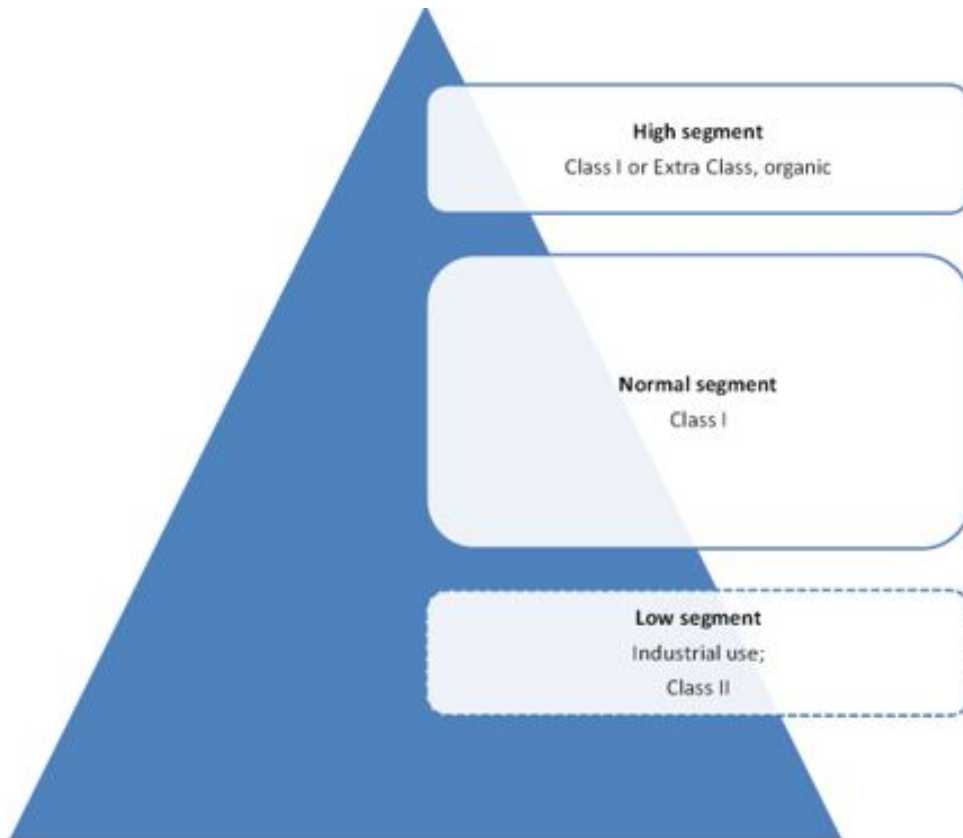 High segment
Class I or Extra Class, organic
Normal segment
Class I
Low segment
Industrial use;
Class II